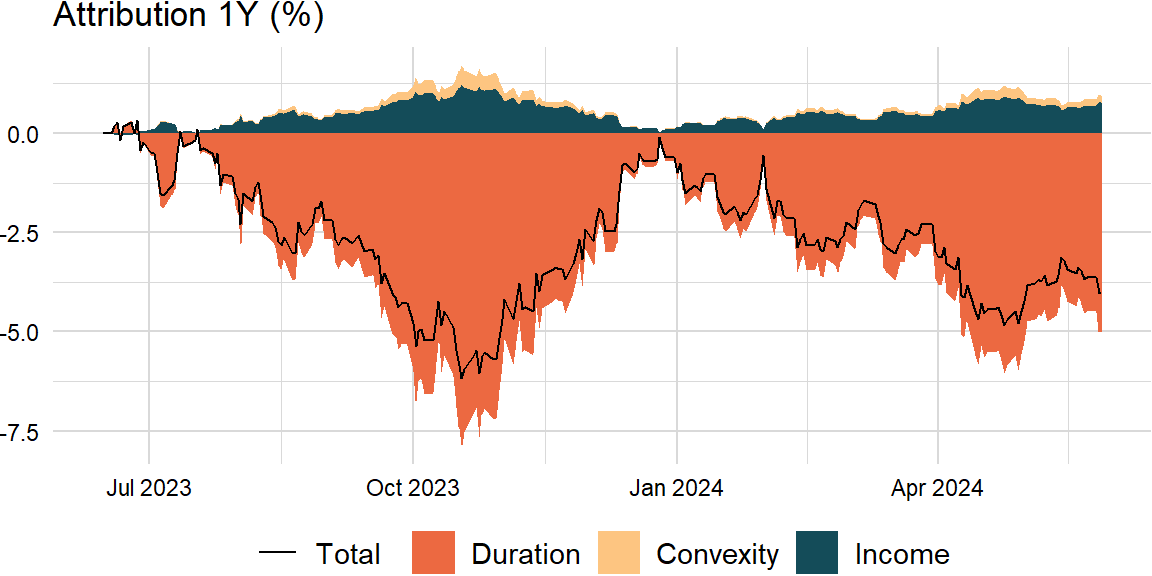 Attribution 1Y (%)
0.0
-2.5
-5.0
-7.5
Jul 2023 Oct 2023 Jan 2024 Apr 2024
Total Duration Convexity Income